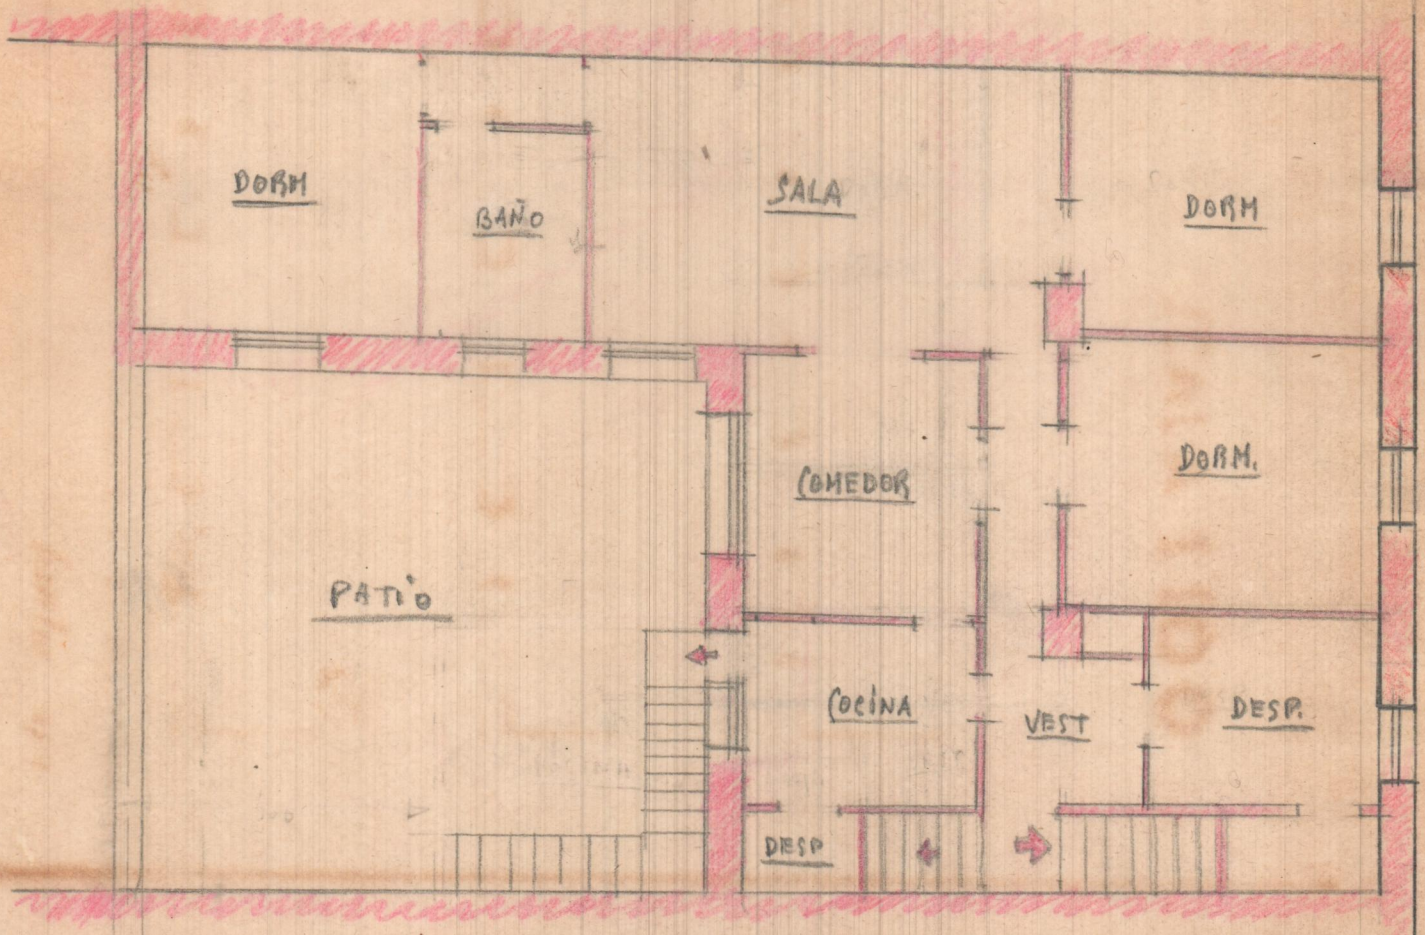 DORM
BAÑO
SALA
DORM
COMEDOR
DORM.
PATIO
COCINA
VEST
DESP.
DESP